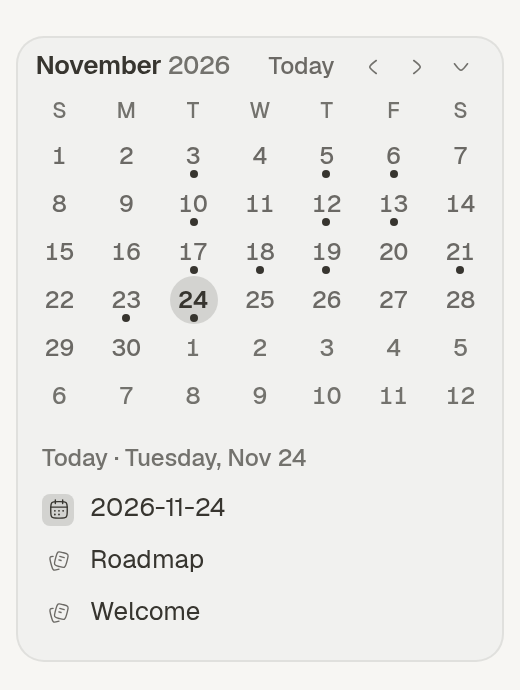 November 2026 Today
S M T W T F S
1 2 3 4 5 6 7
8 9 10 11 12 13 14
15 16 17 18 19 20 21
22 23 24 25 26 27 28
29 30 1 2 3 4 5
6 7 8 9 10 11 12
Today · Tuesday, Nov 24
2026-11-24
Roadmap
Welcome